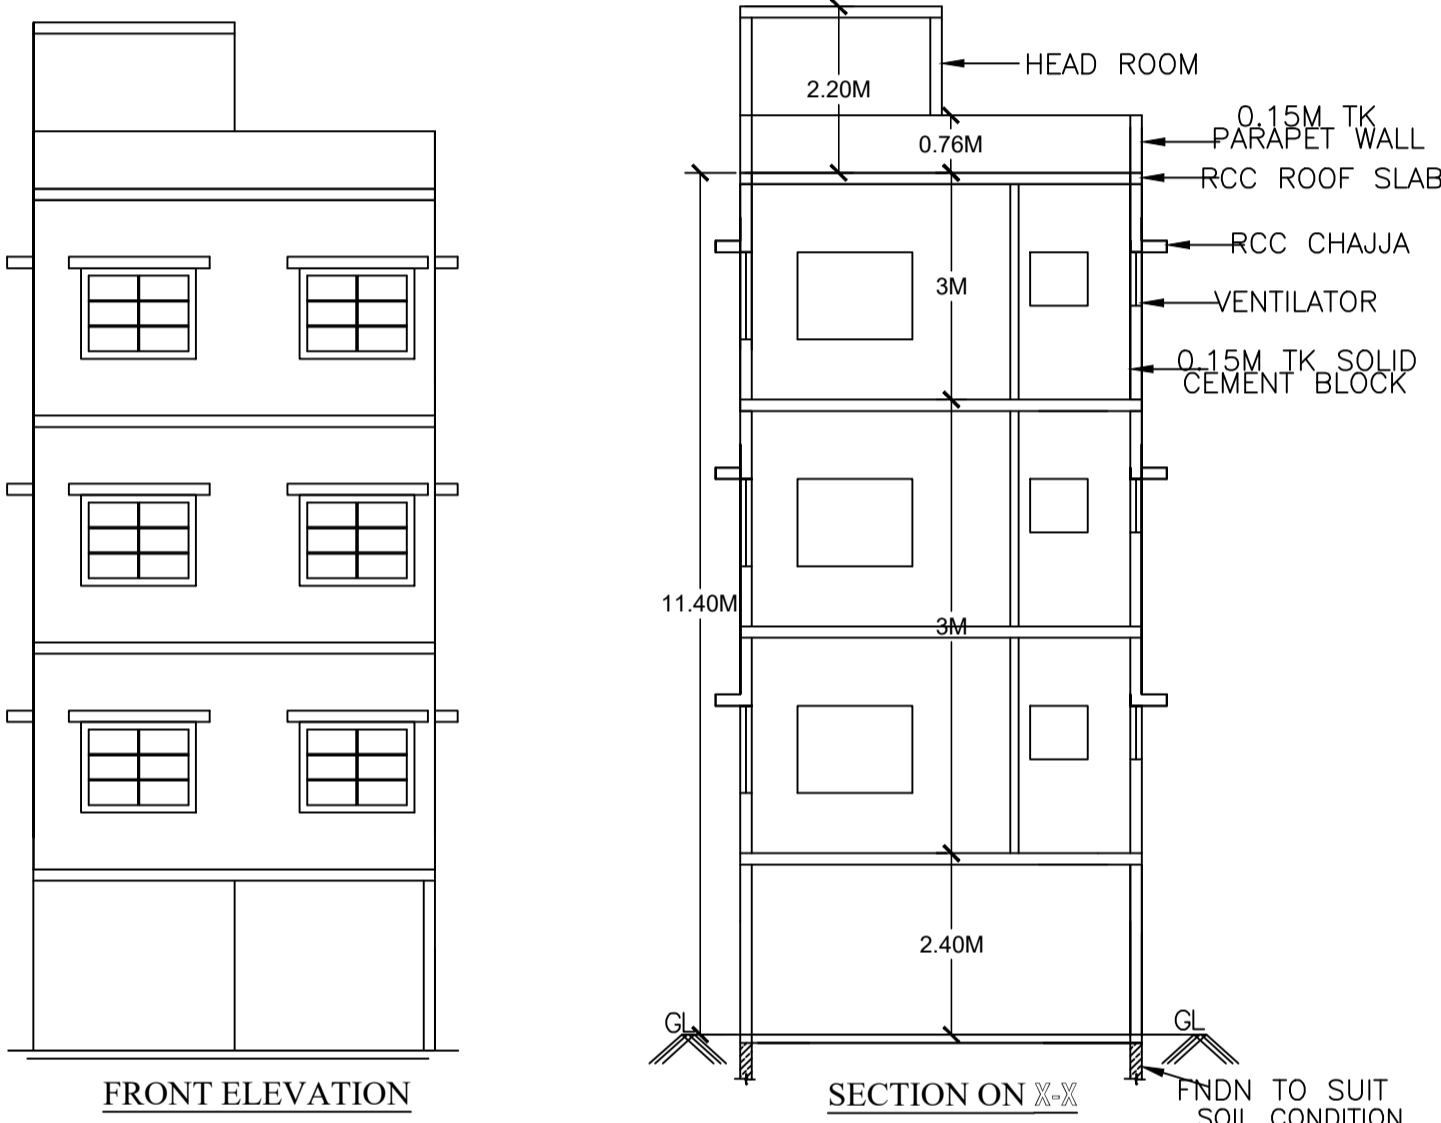 HEAD ROOM
2.20M
0.15M TK
PARAPET WALL
0.76M
RCC ROOF SLAB
RCC CHAJJA
3M
VENTILATOR
0.15M TK SOLID
CEMENT BLOCK
11.40M
3M
2.40M
GL
GL
FRONT ELEVATION
SECTION ON X-X
FNDN TO SUIT
SOIL CONDITION